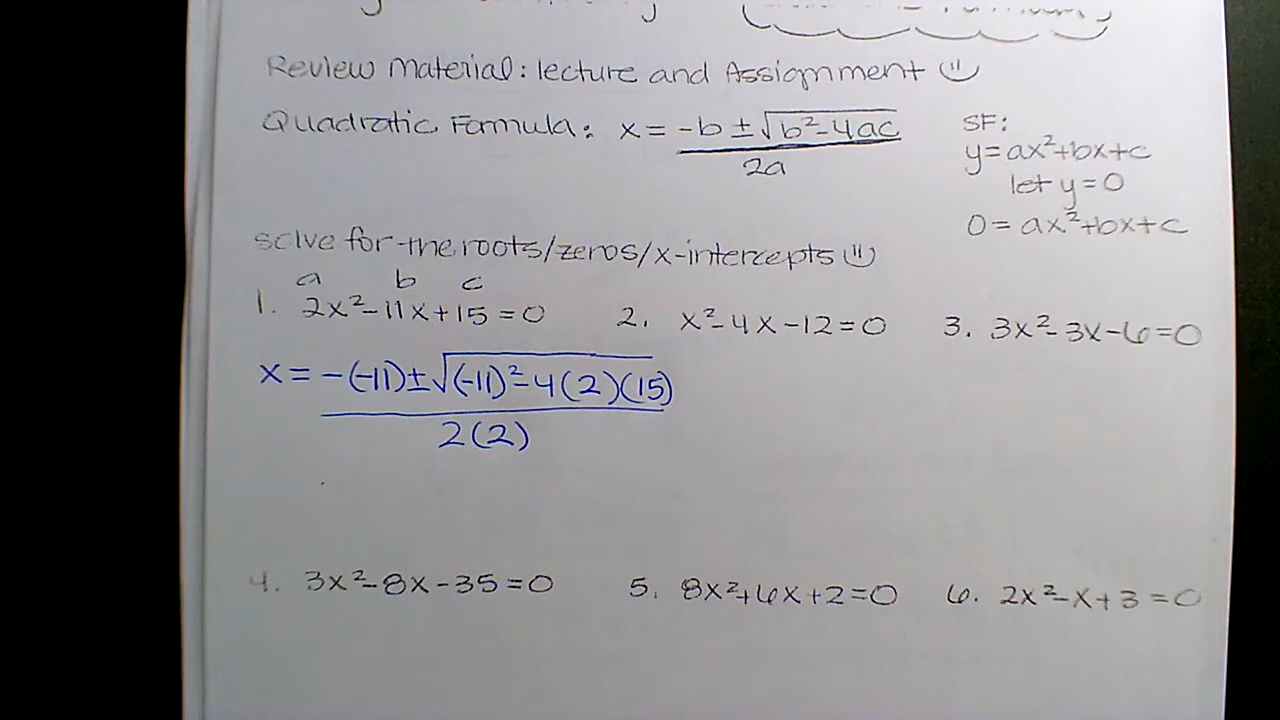 Review Material: lecture and Assignment
Quadratic Formula: x = -b ± √b²-4ac
2a
SF:
y=ax²+bx+c
let y=0
0=ax²+bx+c
solve for the roots/zeros/x-intercepts
a b c
1. 2x²-11x+15=0
2. x²-4x-12=0
3. 3x²-3x-6=0
x = -(-11)±√(-11)²-4(2)(15)
2(2)
4. 3x²-8x-35=0
5. 8x²+6x+2=0
6. 2x²-x+3=0